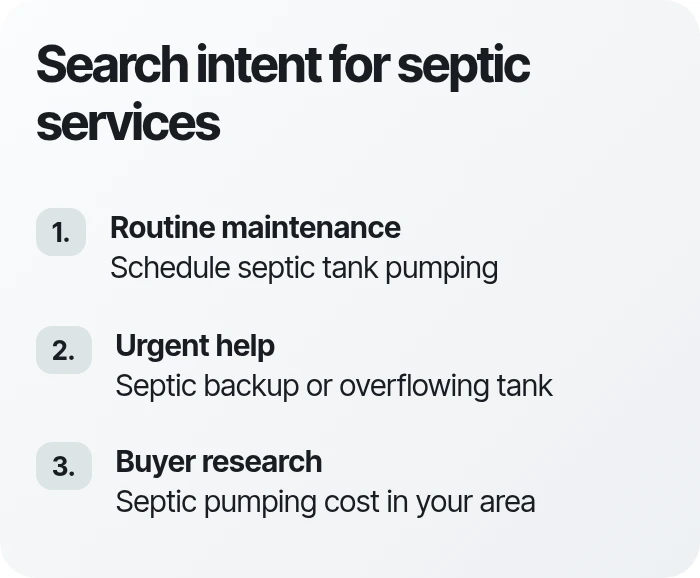 Search intent for septic
services
1. Routine maintenance
Schedule septic tank pumping
2. Urgent help
Septic backup or overflowing tank
3. Buyer research
Septic pumping cost in your area